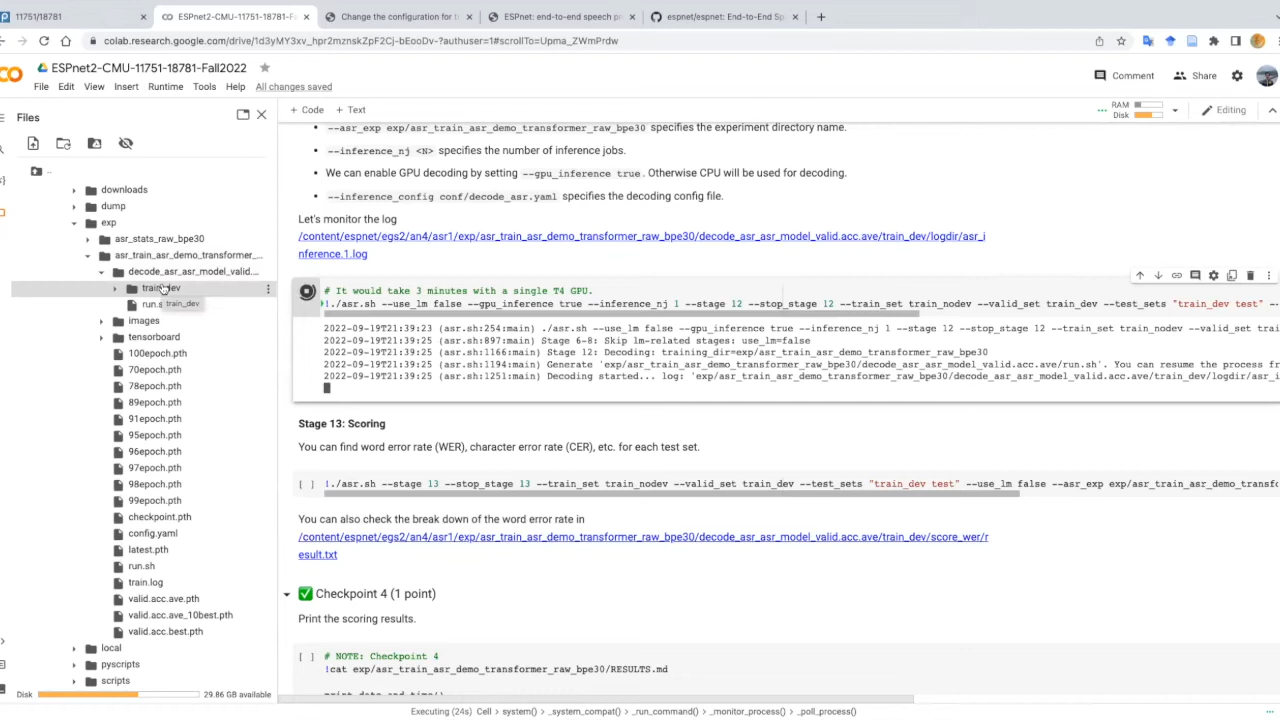 11751/18781
ESPnet2-CMU-11751-18781-F
Change the configuration for t
ESPnet: end-to-end speech pr
espnet/espnet: End-to-End Sp
colab.research.google.com/drive/1d3yMY3xv_hpr2mznskZpF2Cj-bEooDv-?authuser=1#scrollTo=Upma_ZWmPrdw
ESPnet2-CMU-11751-18781-Fall2022
File Edit View Insert Runtime Tools Help All changes saved
Comment Share
Files
+ Code + Text
RAM
Disk
Editing
..
downloads
dump
exp
asr_stats_raw_bpe30
asr_train_asr_demo_transformer_...
decode_asr_asr_model_valid....
train_dev
run.s
train_dev
images
tensorboard
100epoch.pth
70epoch.pth
78epoch.pth
89epoch.pth
91epoch.pth
95epoch.pth
96epoch.pth
97epoch.pth
98epoch.pth
99epoch.pth
checkpoint.pth
config.yaml
latest.pth
run.sh
train.log
valid.acc.ave.pth
valid.acc.ave_10best.pth
valid.acc.best.pth
local
pyscripts
scripts
Disk 29.86 GB available
• --asr_exp exp/asr_train_asr_demo_transformer_raw_bpe30 specifies the experiment directory name.
• --inference_nj <N> specifies the number of inference jobs.
• We can enable GPU decoding by setting --gpu_inference true. Otherwise CPU will be used for decoding.
• --inference_config conf/decode_asr.yaml specifies the decoding config file.
Let's monitor the log
/content/espnet/egs2/an4/asr1/exp/asr_train_asr_demo_transformer_raw_bpe30/decode_asr_asr_model_valid.acc.ave/train_dev/logdir/asr_i
nference.1.log
# It would take 3 minutes with a single T4 GPU.
!./asr.sh --use_lm false --gpu_inference true --inference_nj 1 --stage 12 --stop_stage 12 --train_set train_nodev --valid_set train_dev --test_sets "train_dev test" --
2022-09-19T21:39:23 (asr.sh:254:main) ./asr.sh --use_lm false --gpu_inference true --inference_nj 1 --stage 12 --stop_stage 12 --train_set train_nodev --valid_set trai
2022-09-19T21:39:25 (asr.sh:897:main) Stage 6-8: Skip lm-related stages: use_lm=false
2022-09-19T21:39:25 (asr.sh:1166:main) Stage 12: Decoding: training_dir=exp/asr_train_asr_demo_transformer_raw_bpe30
2022-09-19T21:39:25 (asr.sh:1194:main) Generate 'exp/asr_train_asr_demo_transformer_raw_bpe30/decode_asr_asr_model_valid.acc.ave/run.sh'. You can resume the process fr
2022-09-19T21:39:25 (asr.sh:1251:main) Decoding started... log: 'exp/asr_train_asr_demo_transformer_raw_bpe30/decode_asr_asr_model_valid.acc.ave/train_dev/logdir/asr_i
Stage 13: Scoring
You can find word error rate (WER), character error rate (CER), etc. for each test set.
[ ] !./asr.sh --stage 13 --stop_stage 13 --train_set train_nodev --valid_set train_dev --test_sets "train_dev test" --use_lm false --asr_exp exp/asr_train_asr_demo_transf
You can also check the break down of the word error rate in
/content/espnet/egs2/an4/asr1/exp/asr_train_asr_demo_transformer_raw_bpe30/decode_asr_asr_model_valid.acc.ave/train_dev/score_wer/r
esult.txt
✅ Checkpoint 4 (1 point)
Print the scoring results.
[ ] # NOTE: Checkpoint 4
!cat exp/asr_train_asr_demo_transformer_raw_bpe30/RESULTS.md
print_date_and_time()
Executing (24s) Cell > system() > _system_compat() > _run_command() > _monitor_process() > _poll_process()